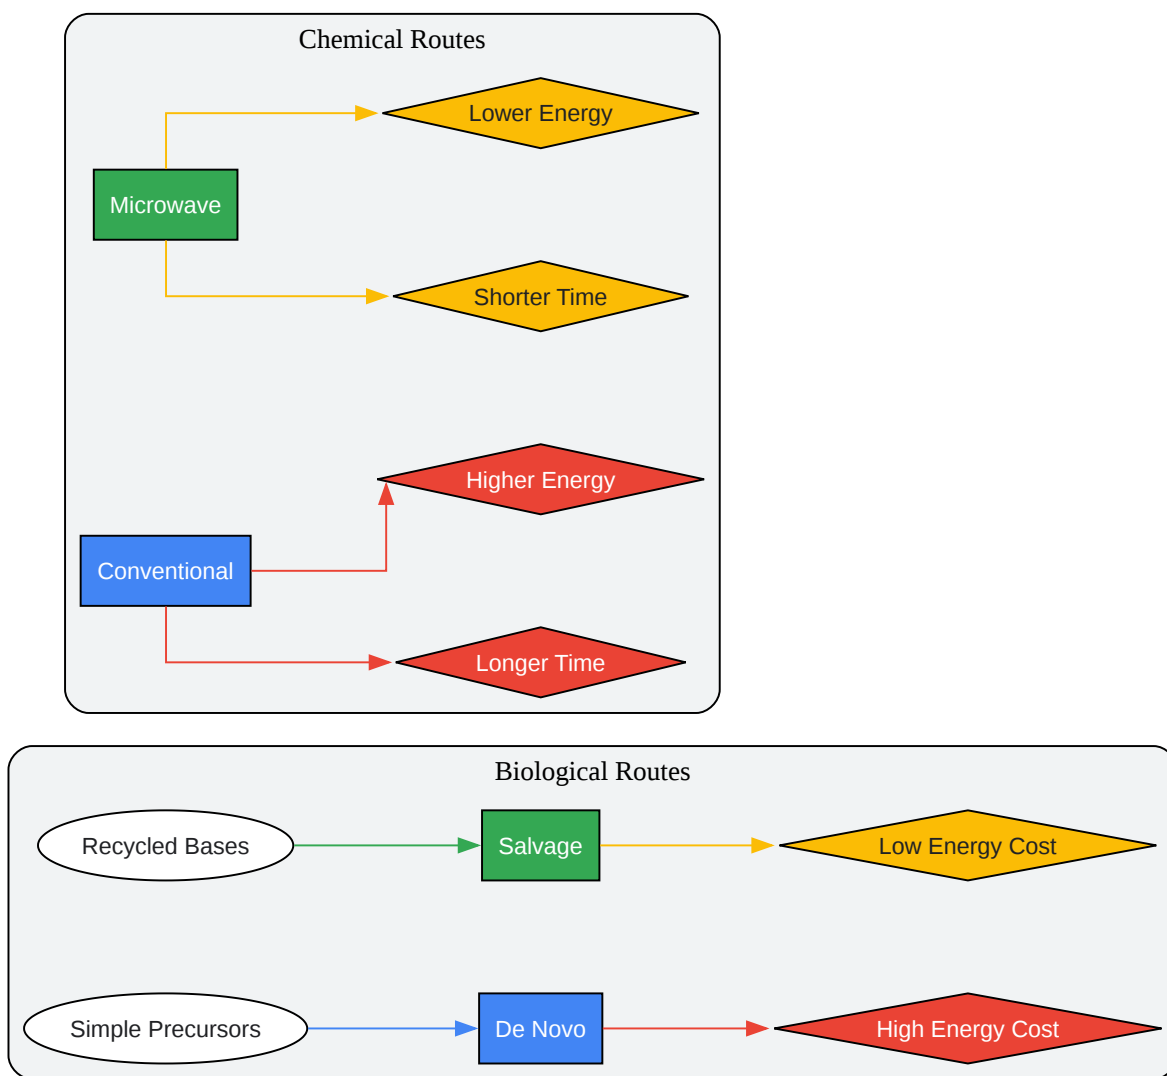 Chemical Routes
Lower Energy
Microwave
Shorter Time
Higher Energy
Conventional
Longer Time
Biological Routes
Recycled Bases
Salvage
Low Energy Cost
Simple Precursors
De Novo
High Energy Cost